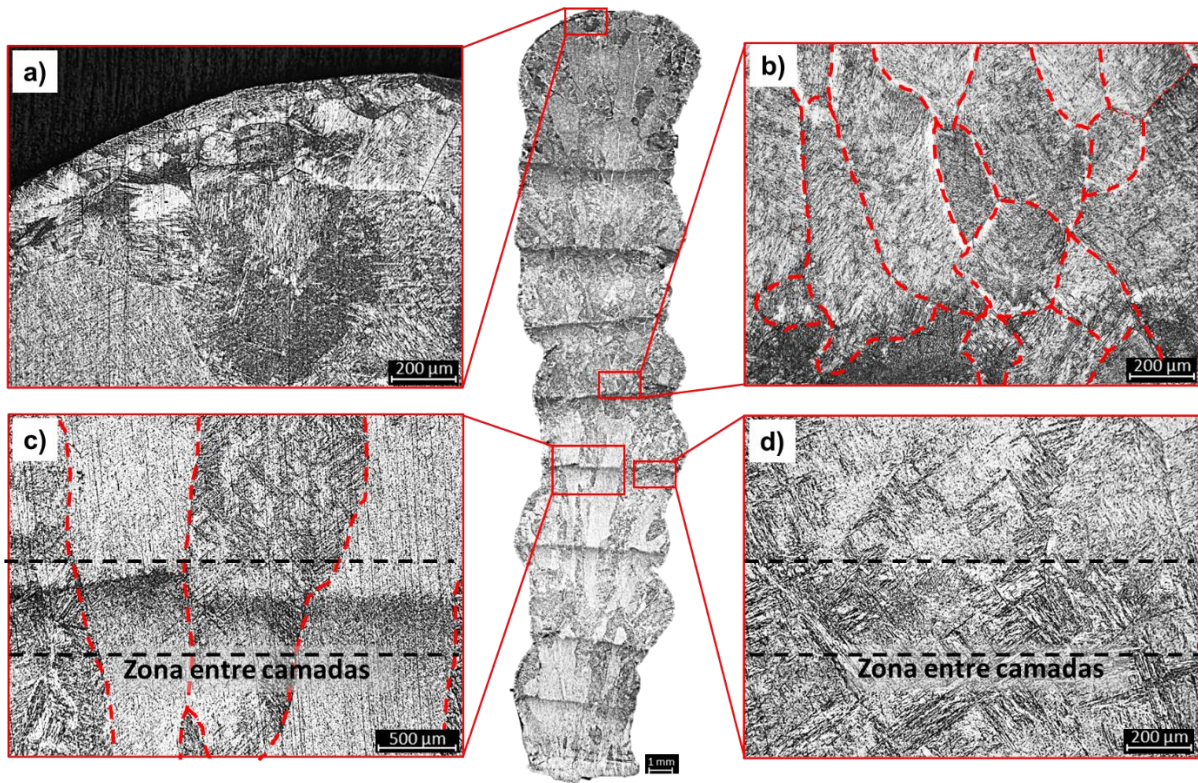 a)
200 µm
b)
200 µm
c)
Zona entre camadas
500 µm
d)
Zona entre camadas
200 µm
1 mm